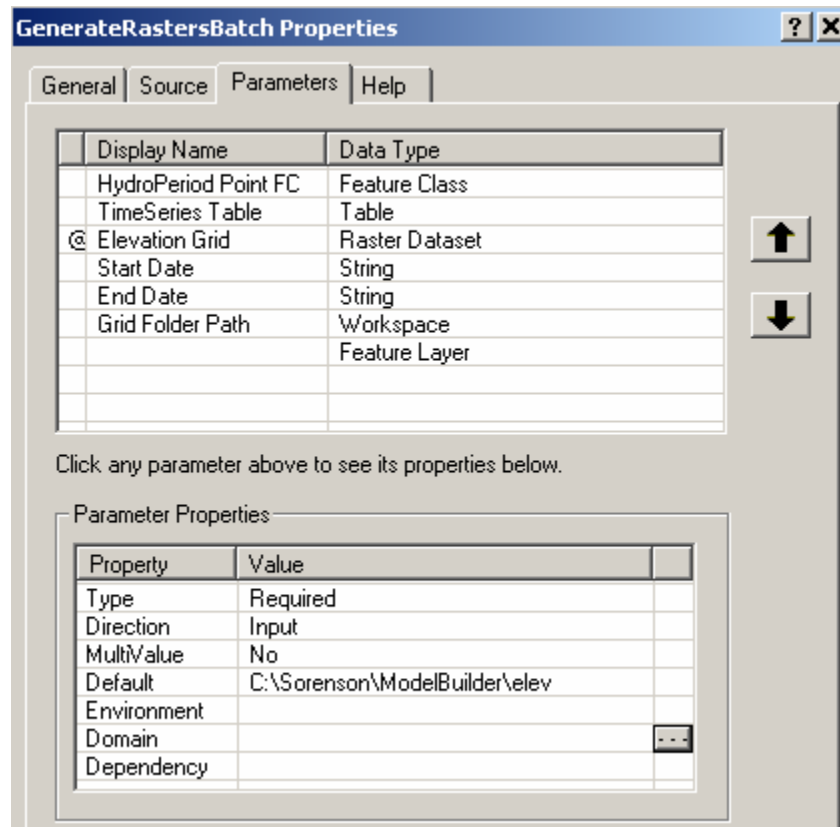 GenerateRastersBatch Properties ? X
General Source Parameters Help
Display Name Data Type
HydroPeriod Point FC Feature Class
TimeSeries Table Table
@ Elevation Grid Raster Dataset
Start Date String
End Date String
Grid Folder Path Workspace
Feature Layer
Click any parameter above to see its properties below.
Parameter Properties
Property Value
Type Required
Direction Input
MultiValue No
Default C:\Sorenson\ModelBuilder\elev
Environment
Domain ...
Dependency